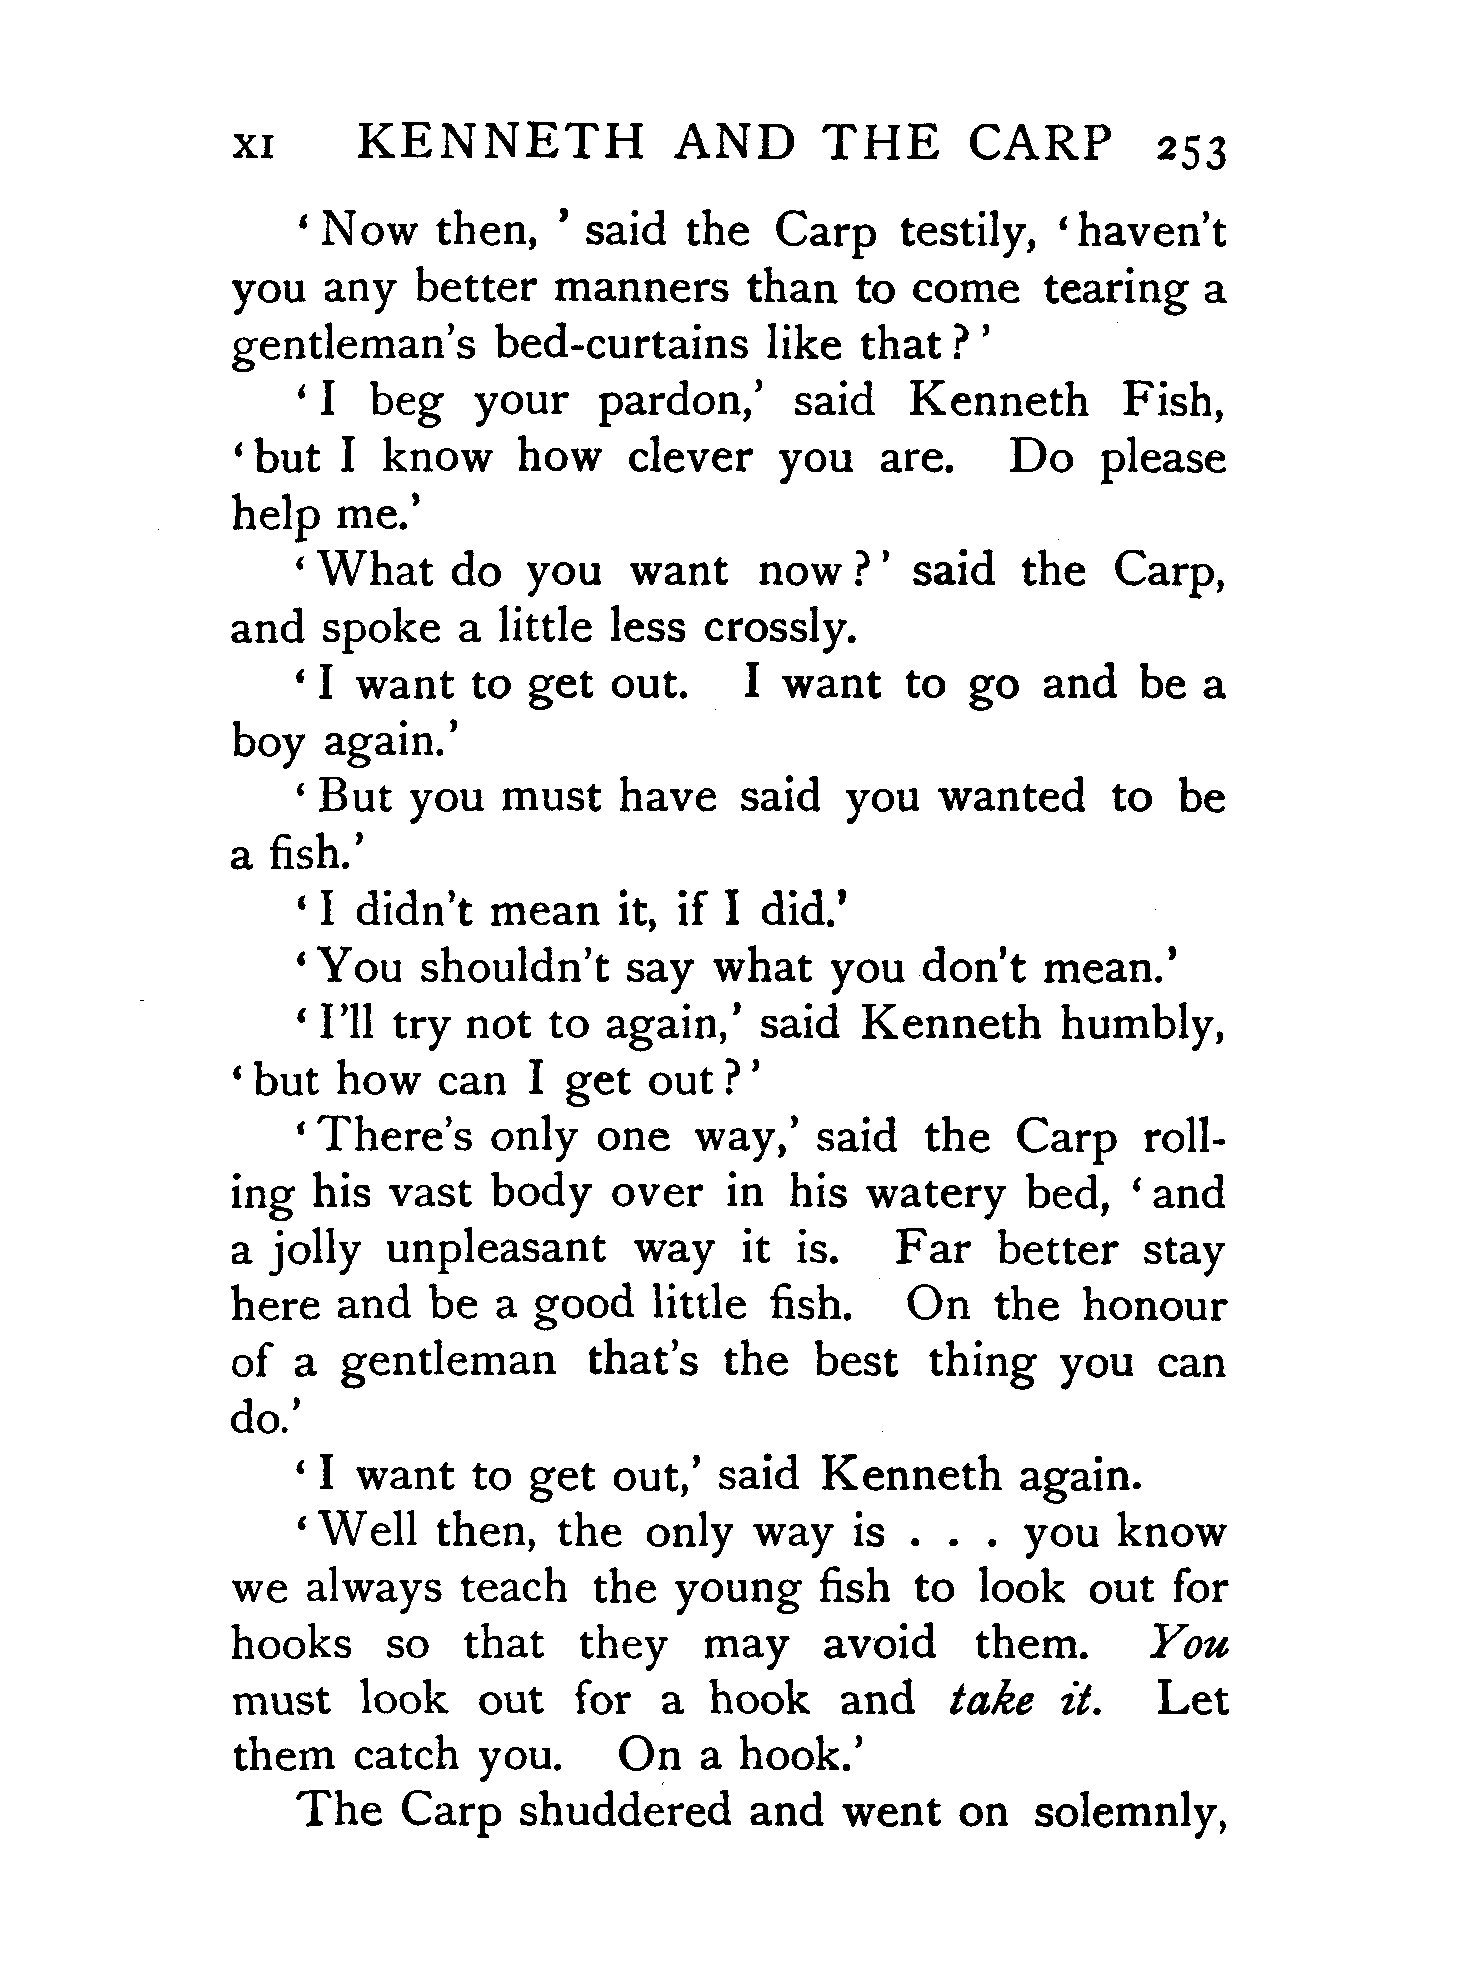 XI KENNETH AND THE CARP 253
‘Now then,’ said the Carp testily, ‘haven't
you any better manners than to come tearing a
gentleman's bed-curtains like that?’
‘I beg your pardon,’ said Kenneth Fish,
‘but I know how clever you are. Do please
help me.’
‘What do you want now?’ said the Carp,
and spoke a little less crossly.
‘I want to get out. I want to go and be a
boy again.’
‘But you must have said you wanted to be
a fish.’
‘I didn't mean it, if I did.’
‘You shouldn't say what you don't mean.’
‘I'll try not to again,’ said Kenneth humbly,
‘but how can I get out?’
‘There's only one way,’ said the Carp roll-
ing his vast body over in his watery bed, ‘and
a jolly unpleasant way it is. Far better stay
here and be a good little fish. On the honour
of a gentleman that's the best thing you can
do.’
‘I want to get out,’ said Kenneth again.
‘Well then, the only way is . . . you know
we always teach the young fish to look out for
hooks so that they may avoid them. You
must look out for a hook and take it. Let
them catch you. On a hook.’
The Carp shuddered and went on solemnly,